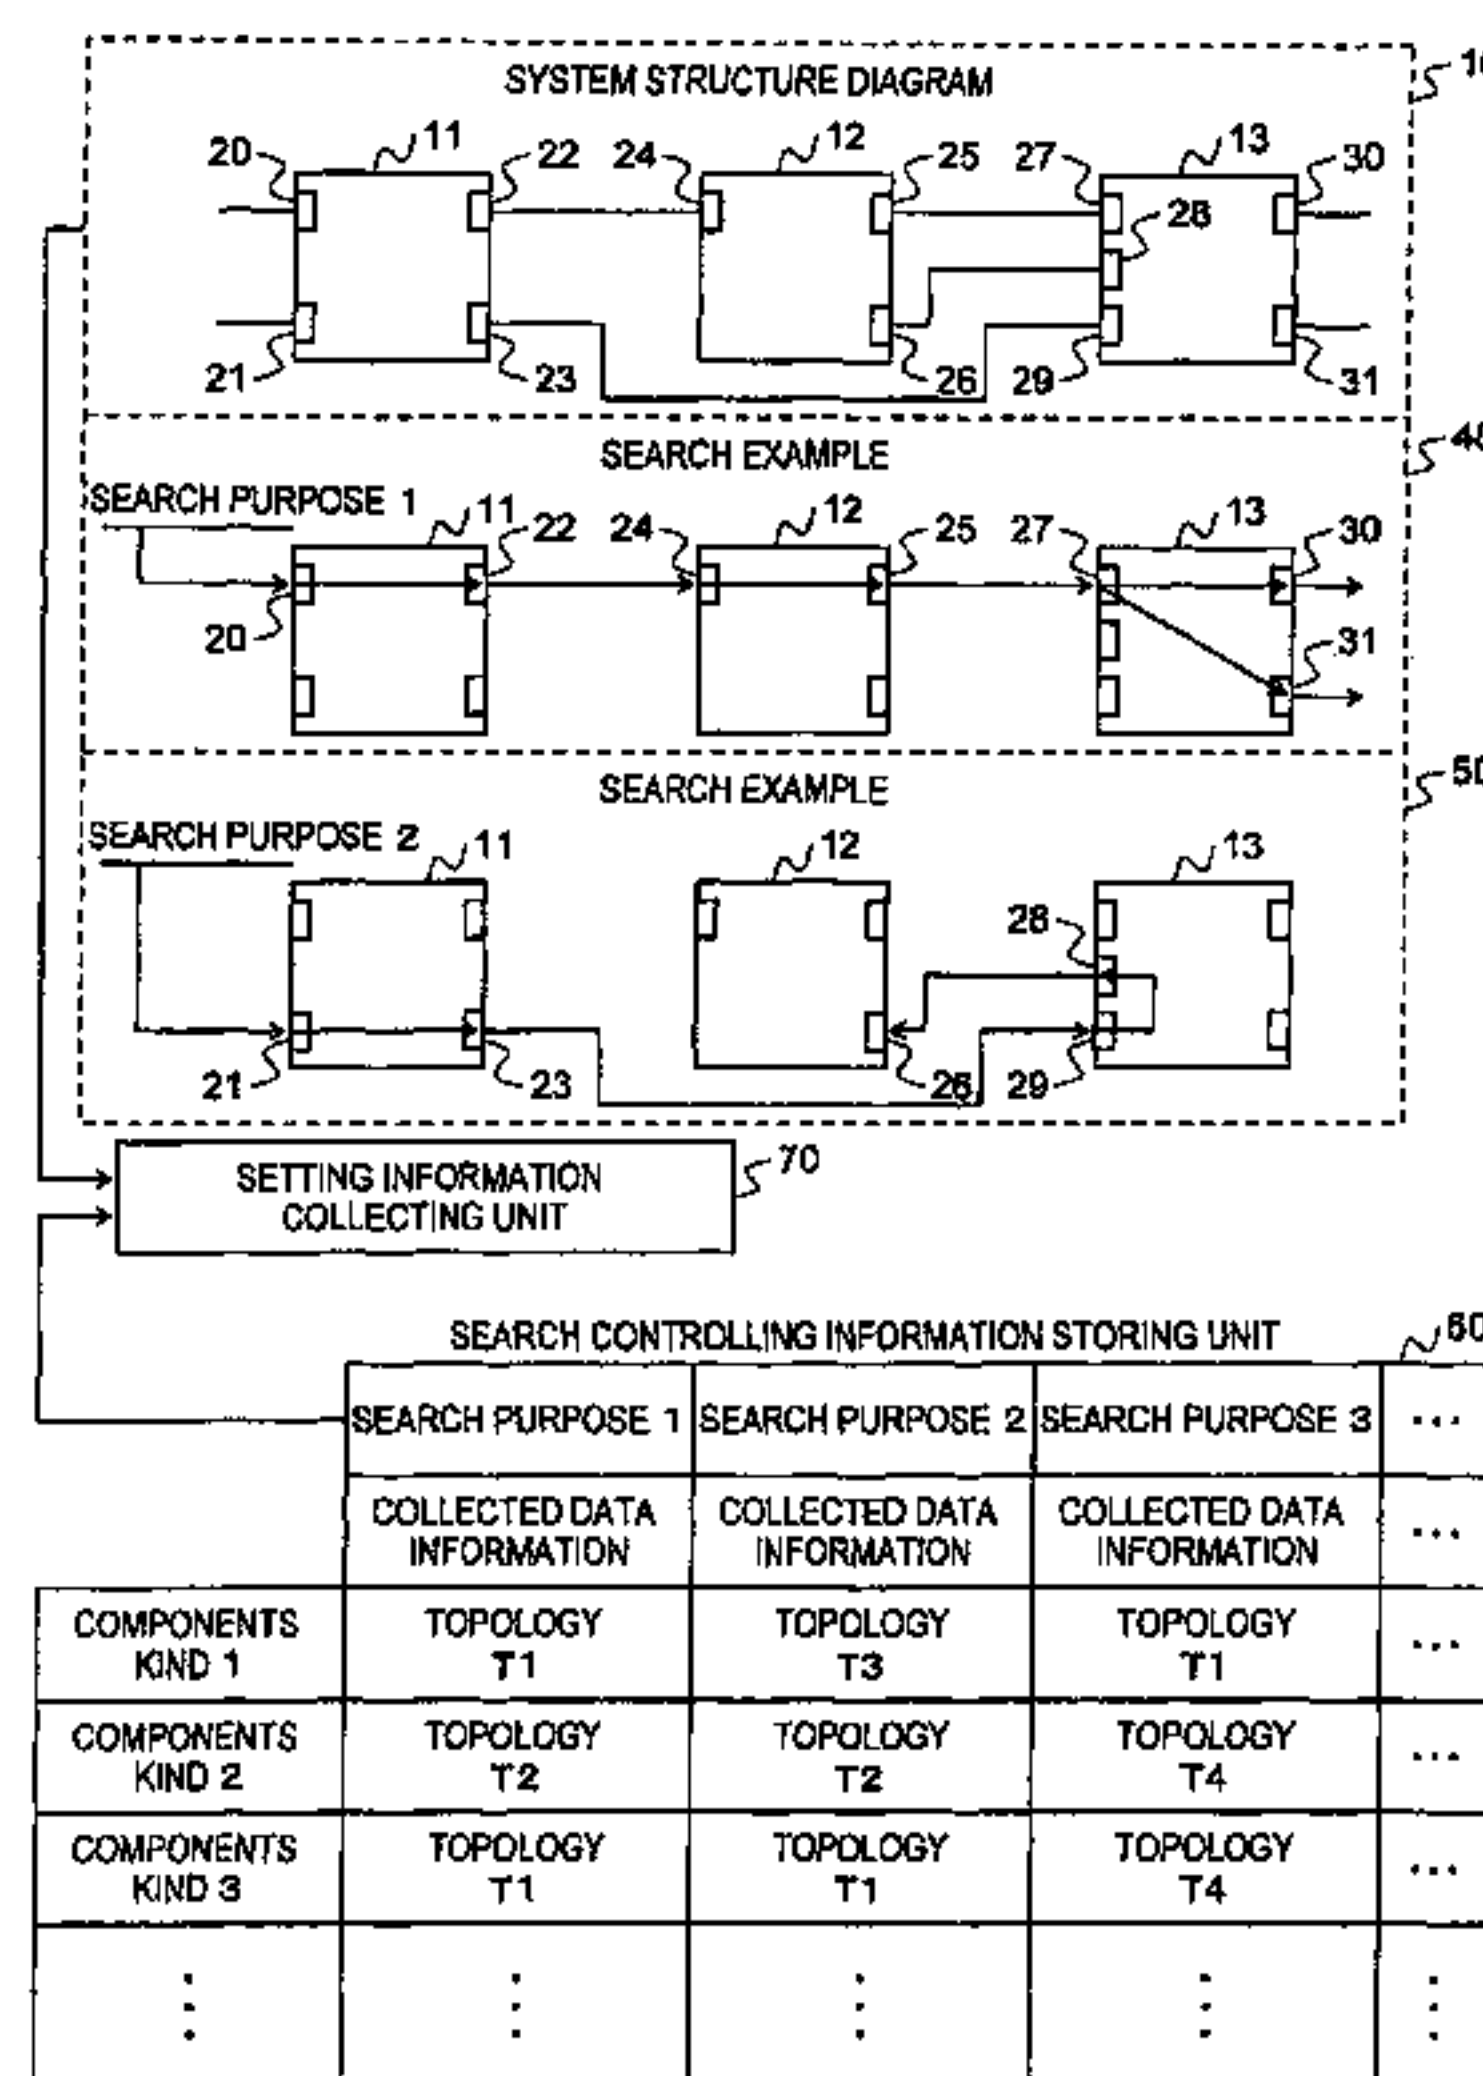 SYSTEM STRUCTURE DIAGRAM
20 11 22 24 12 25 27 13 30
28
21 23 26 29 31
SEARCH EXAMPLE
SEARCH PURPOSE 1
11 22 24 12 25 27 13 30
20 31
SEARCH EXAMPLE
50
SEARCH PURPOSE 2
11 12 13
28
21 23 26 29
SETTING INFORMATION
COLLECTING UNIT
70
SEARCH CONTROLLING INFORMATION STORING UNIT
60
SEARCH PURPOSE 1 SEARCH PURPOSE 2 SEARCH PURPOSE 3 ...
COLLECTED DATA INFORMATION COLLECTED DATA INFORMATION COLLECTED DATA INFORMATION ...
COMPONENTS KIND 1 TOPOLOGY T1 TOPOLOGY T3 TOPOLOGY T1 ...
COMPONENTS KIND 2 TOPOLOGY T2 TOPOLOGY T2 TOPOLOGY T4 ...
COMPONENTS KIND 3 TOPOLOGY T1 TOPOLOGY T1 TOPOLOGY T4 ...